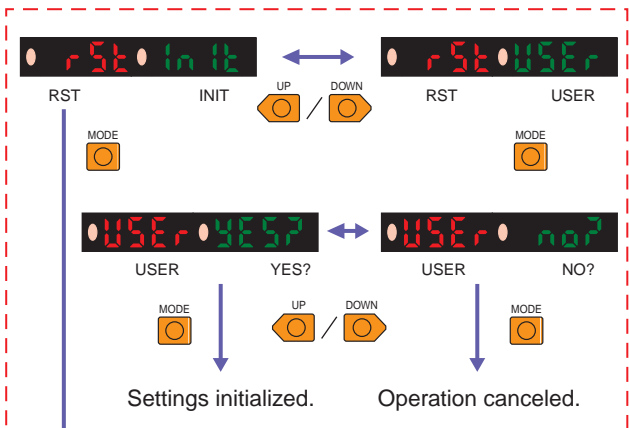 rSt InIt rSt USEr
RST INIT RST USER
UP DOWN
MODE MODE
USEr YES? USEr no?
USER YES? USER NO?
MODE UP DOWN MODE
Settings initialized. Operation canceled.